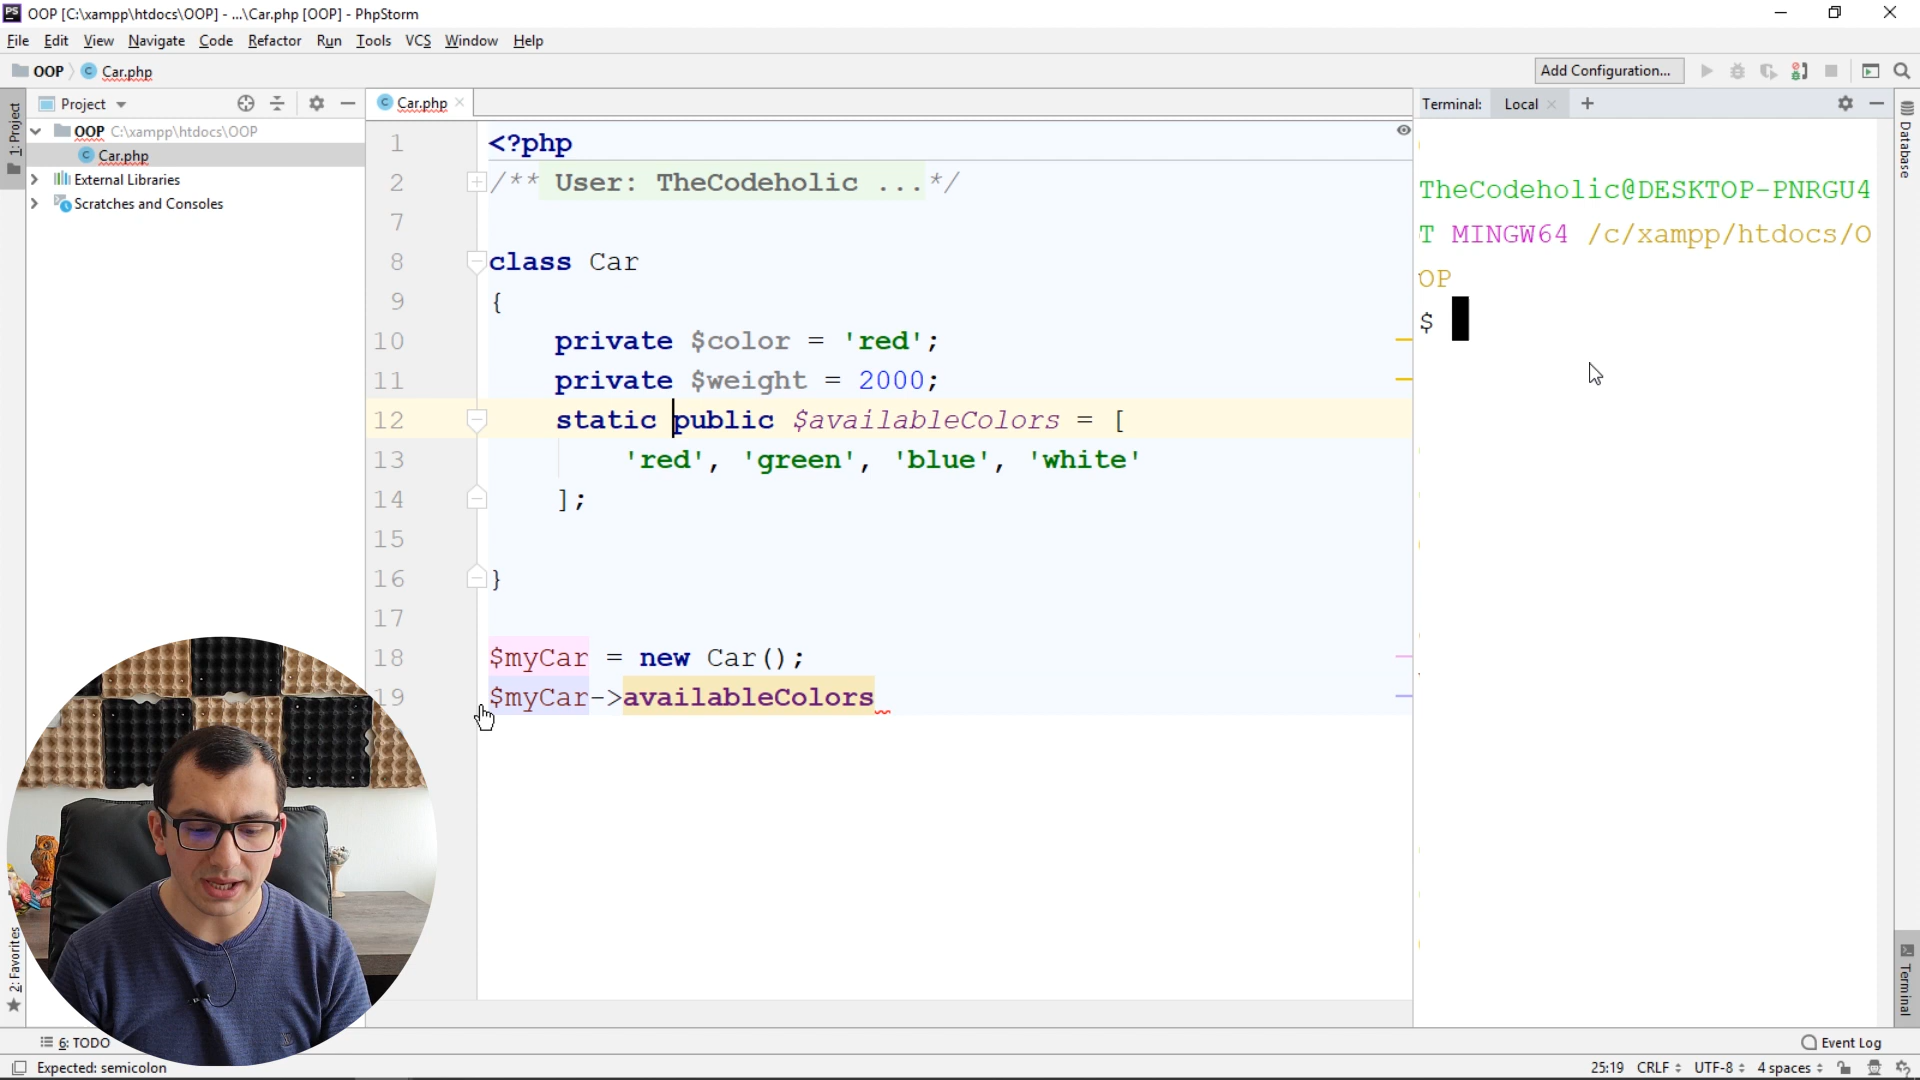 OOP [C:\xampp\htdocs\OOP] - ...\Car.php [OOP] - PhpStorm
File Edit View Navigate Code Refactor Run Tools VCS Window Help
OOP Car.php
Add Configuration...
1: Project
Project
OOP C:\xampp\htdocs\OOP
Car.php
External Libraries
Scratches and Consoles
Car.php
1 <?php
2 /** User: TheCodeholic ...*/
7
8 class Car
9 {
10 private $color = 'red';
11 private $weight = 2000;
12 static public $availableColors = [
13 'red', 'green', 'blue', 'white'
14 ];
15
16 }
17
18 $myCar = new Car();
19 $myCar->availableColors
Terminal: Local
TheCodeholic@DESKTOP-PNRGU4
T MINGW64 /c/xampp/htdocs/O
OP
$
Database
Terminal
2: Favorites
6: TODO
Event Log
Expected: semicolon
25:19 CRLF UTF-8 4 spaces